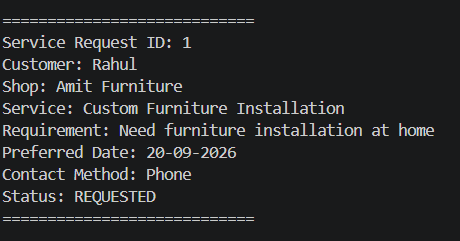 ============================
Service Request ID: 1
Customer: Rahul
Shop: Amit Furniture
Service: Custom Furniture Installation
Requirement: Need furniture installation at home
Preferred Date: 20-09-2026
Contact Method: Phone
Status: REQUESTED
============================